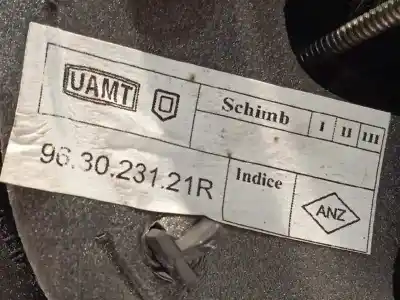 UAMT
Schimb I II III
96.30.231.21R
Indice
ANZ